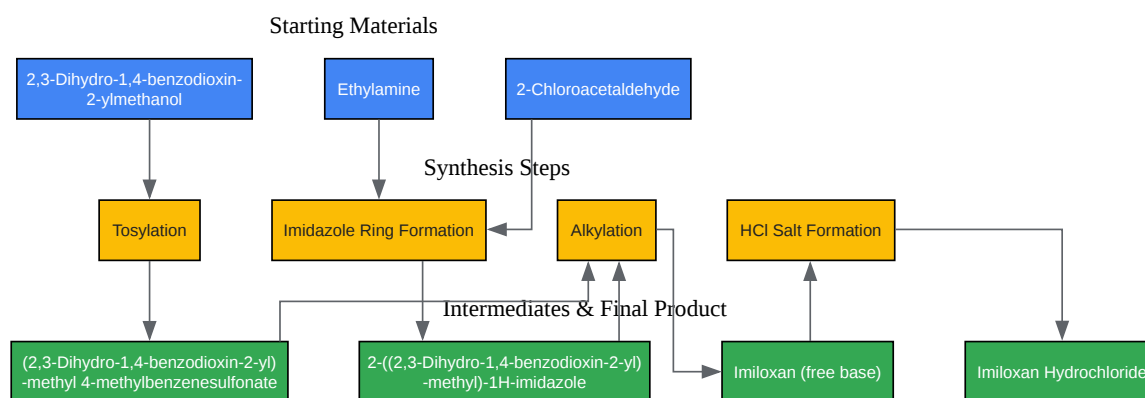 Starting Materials
2,3-Dihydro-1,4-benzodioxin-
2-ylmethanol
Ethylamine
2-Chloroacetaldehyde
Synthesis Steps
Tosylation
Imidazole Ring Formation
Alkylation
HCl Salt Formation
Intermediates & Final Product
(2,3-Dihydro-1,4-benzodioxin-2-yl)
-methyl 4-methylbenzenesulfonate
2-((2,3-Dihydro-1,4-benzodioxin-2-yl)
-methyl)-1H-imidazole
Imiloxan (free base)
Imiloxan Hydrochloride